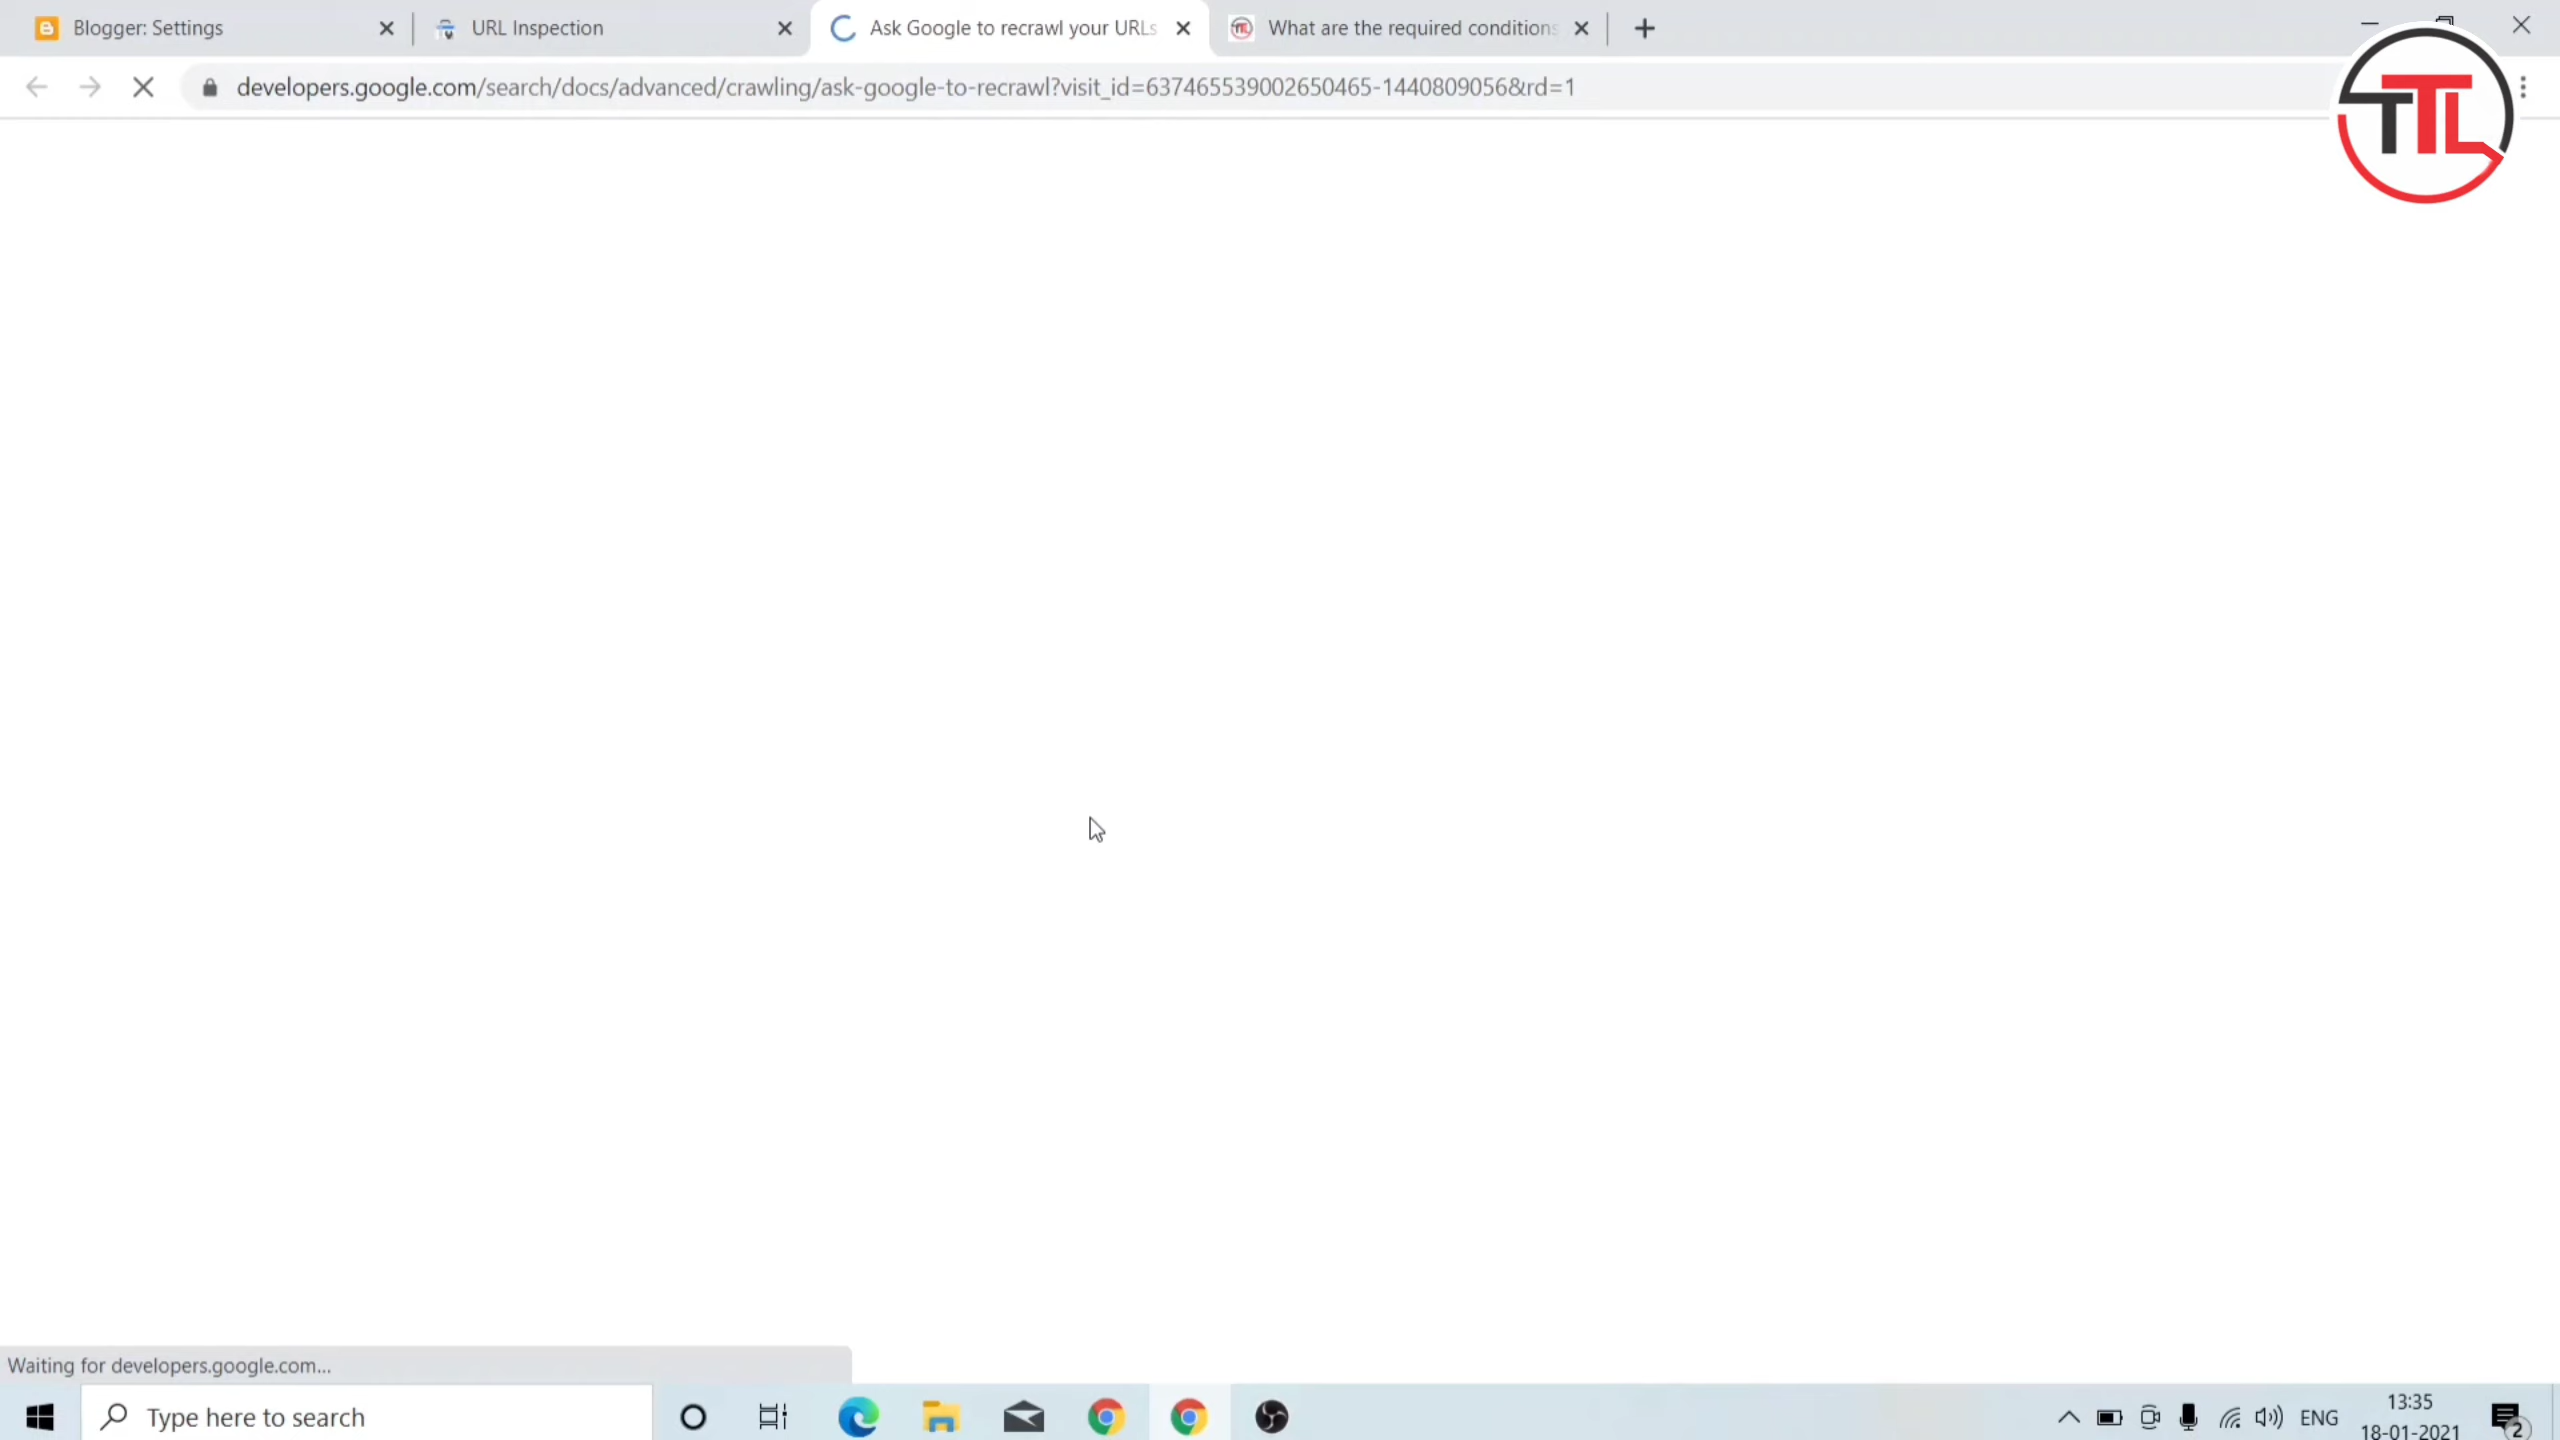 Blogger: Settings
URL Inspection
Ask Google to recrawl your URLs
What are the required conditions
developers.google.com/search/docs/advanced/crawling/ask-google-to-recrawl?visit_id=637465539002650465-1440809056&rd=1
TTL
Waiting for developers.google.com...
Type here to search
ENG
13:35
18-01-2021
2